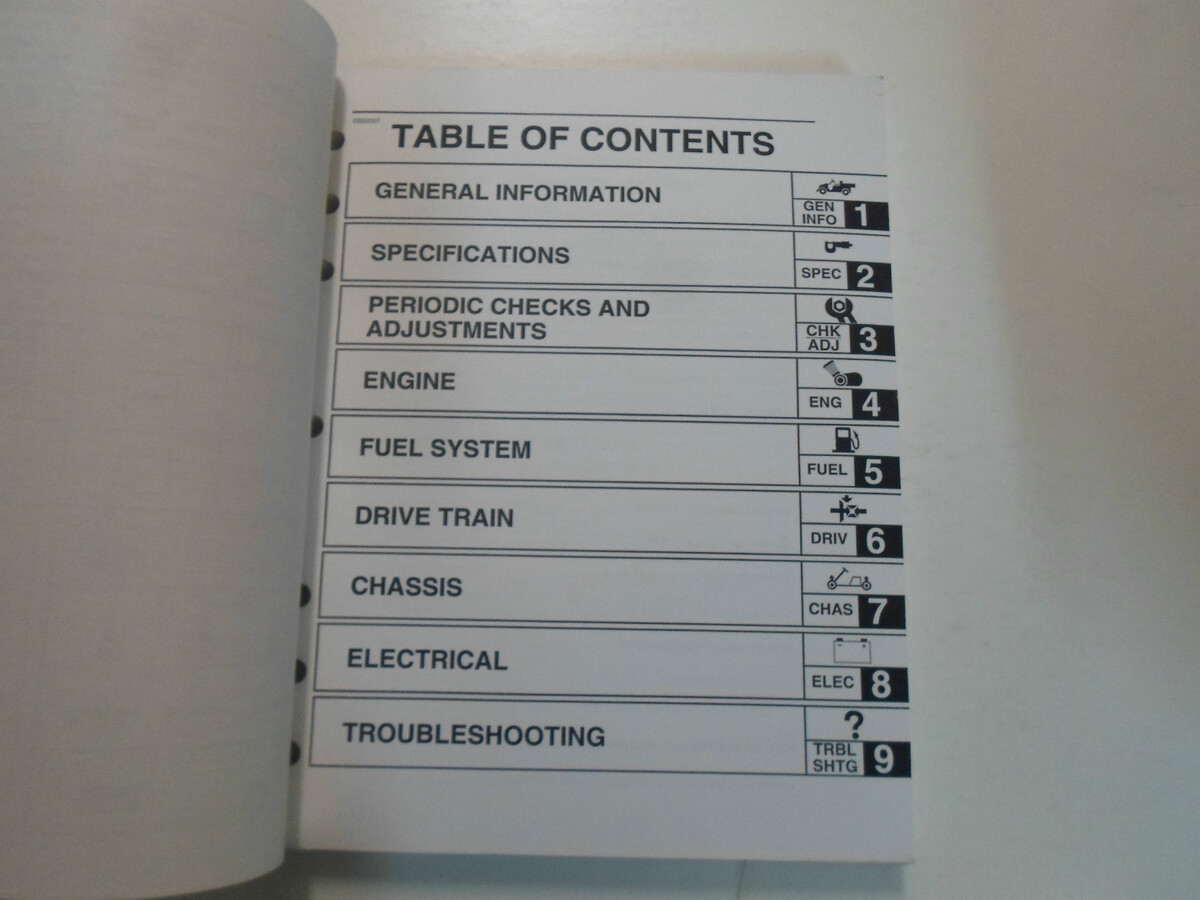 TABLE OF CONTENTS
GENERAL INFORMATION
GEN
INFO
1
SPECIFICATIONS
SPEC
2
PERIODIC CHECKS AND
ADJUSTMENTS
CHK
ADJ
3
ENGINE
ENG
4
FUEL SYSTEM
FUEL
5
DRIVE TRAIN
DRIV
6
CHASSIS
CHAS
7
ELECTRICAL
ELEC
8
TROUBLESHOOTING
?
TRBL
SHTG
9